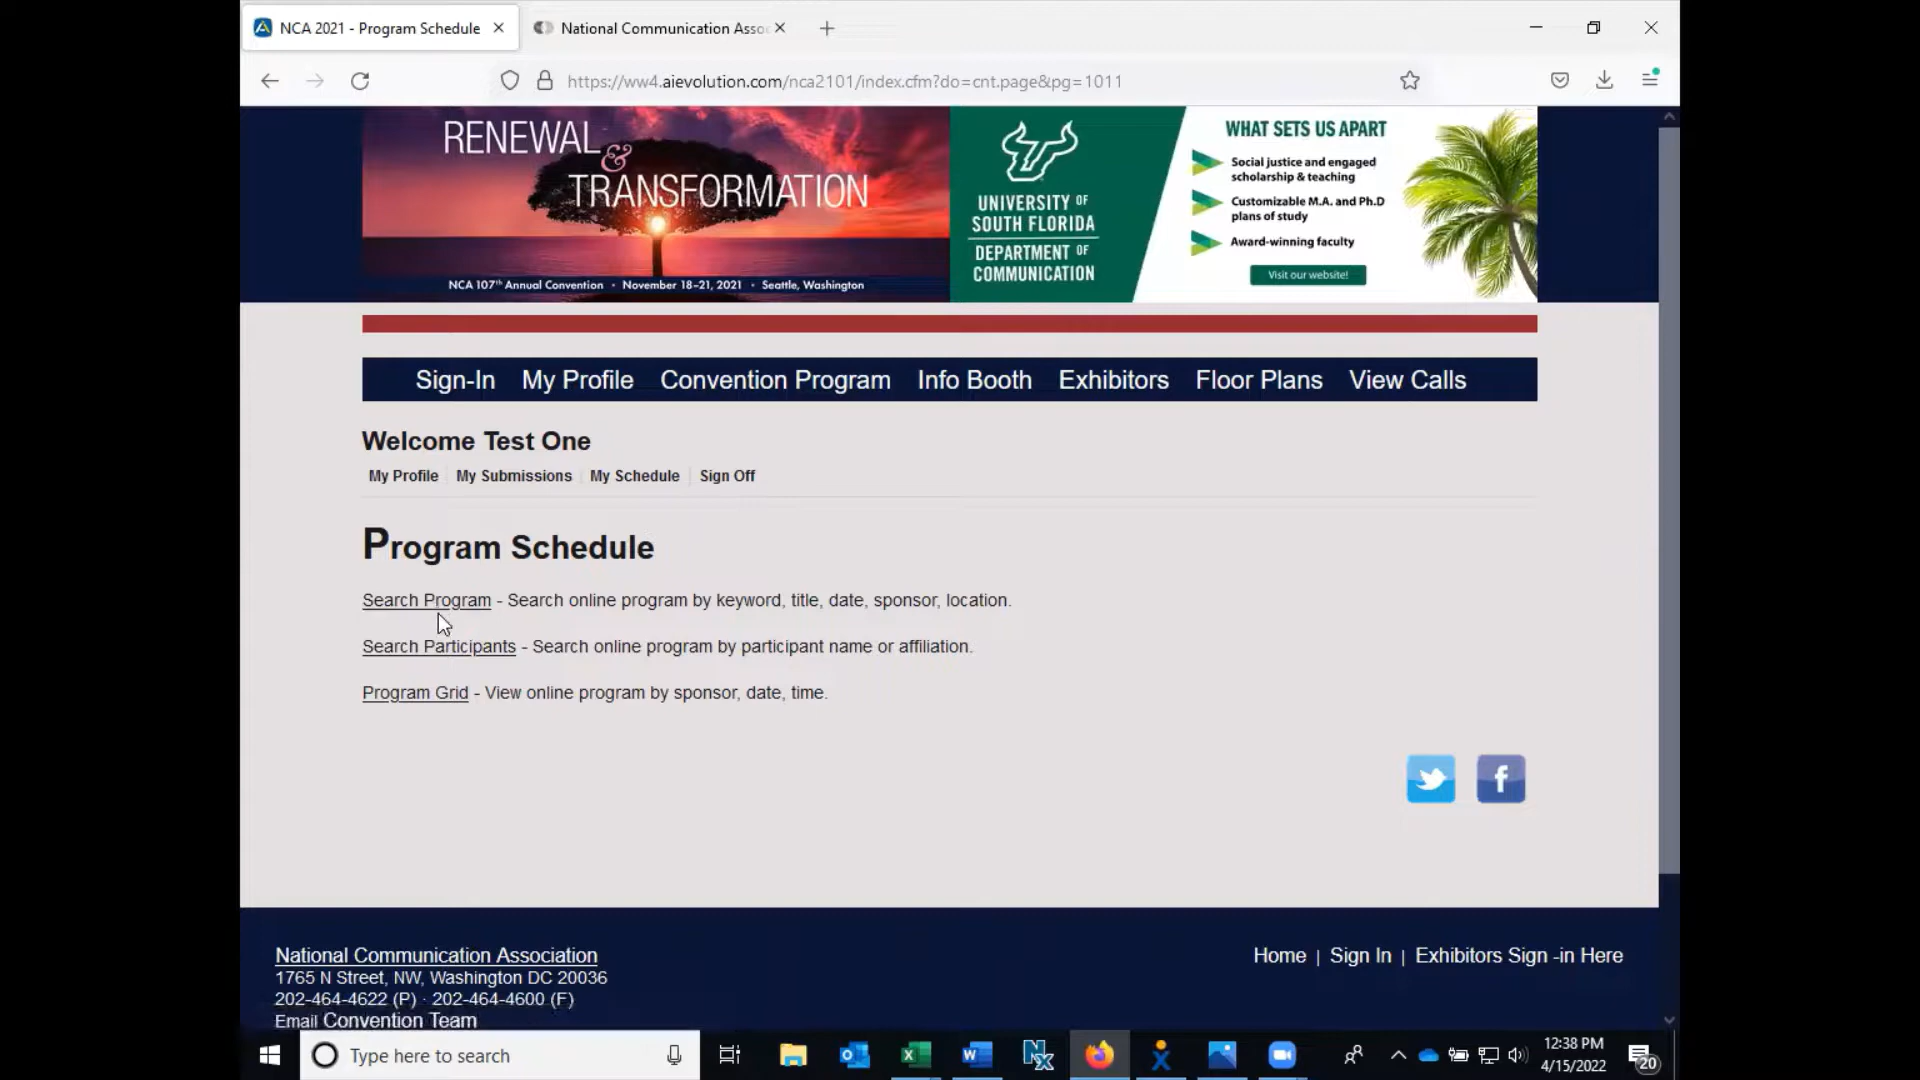 NCA 2021 - Program Schedule
National Communication Asso
https://ww4.aievolution.com/nca2101/index.cfm?do=cnt.page&pg=1011
RENEWAL
&
TRANSFORMATION
NCA 107th Annual Convention • November 18–21, 2021 • Seattle, Washington
UNIVERSITY OF
SOUTH FLORIDA
DEPARTMENT OF
COMMUNICATION
WHAT SETS US APART
Social justice and engaged
scholarship & teaching
Customizable M.A. and Ph.D
plans of study
Award-winning faculty
Visit our website!
Sign-In My Profile Convention Program Info Booth Exhibitors Floor Plans View Calls
Welcome Test One
My Profile My Submissions My Schedule Sign Off
Program Schedule
Search Program - Search online program by keyword, title, date, sponsor, location.
Search Participants - Search online program by participant name or affiliation.
Program Grid - View online program by sponsor, date, time.
National Communication Association
1765 N Street, NW, Washington DC 20036
202-464-4622 (P) · 202-464-4600 (F)
Email Convention Team
Home | Sign In | Exhibitors Sign -in Here
Type here to search
12:38 PM
4/15/2022
20